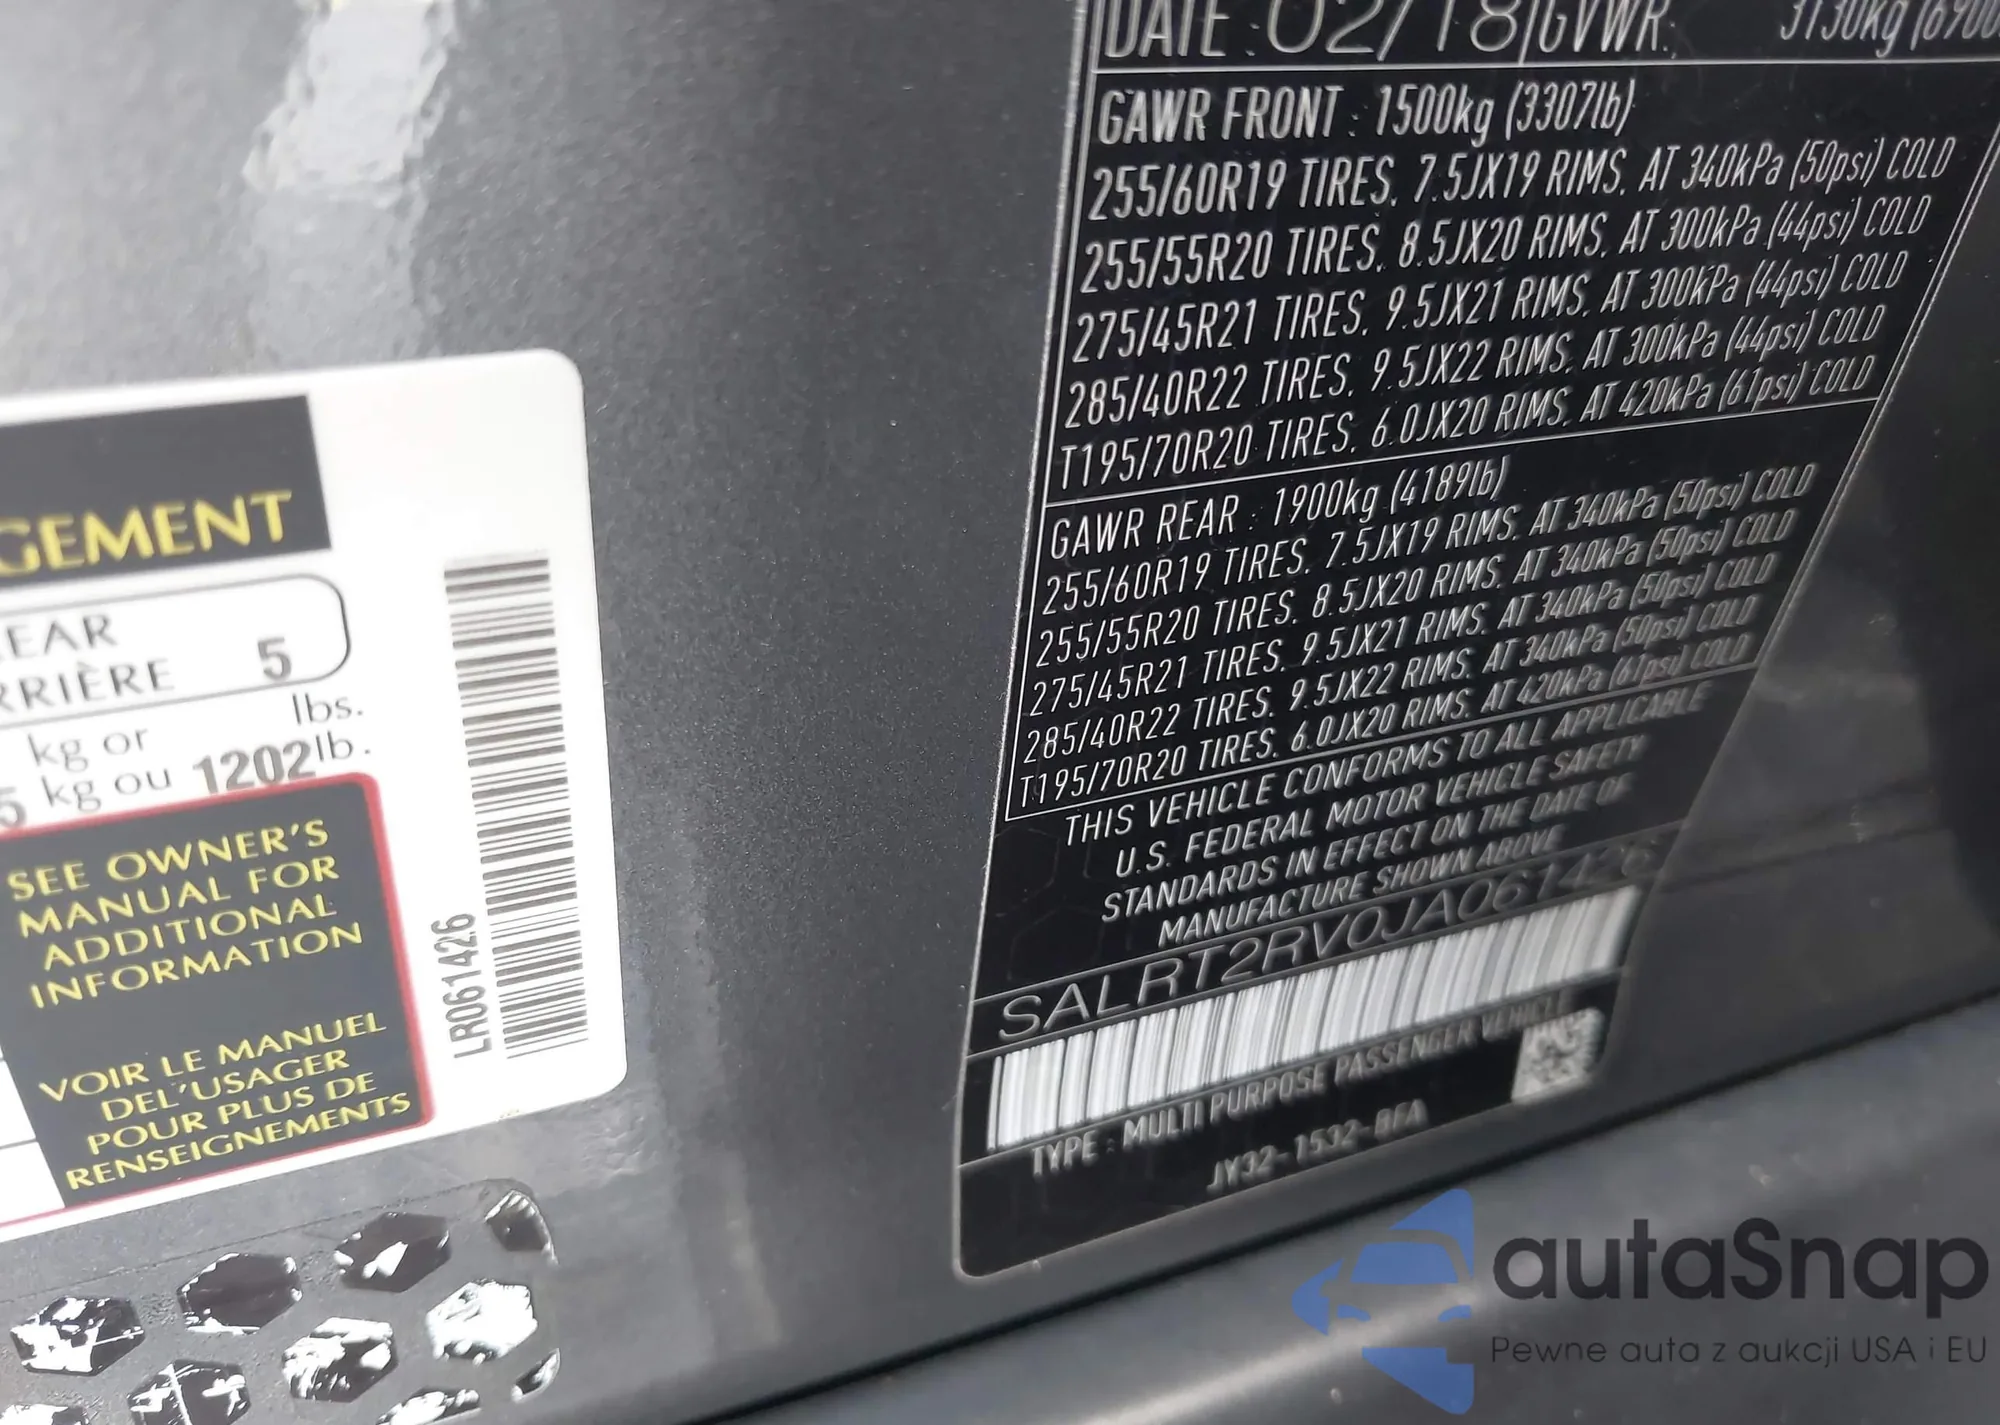 GEMENT
EAR
RRIÈRE 5
lbs.
kg or
5 kg ou 1202 lb.
SEE OWNER'S
MANUAL FOR
ADDITIONAL
INFORMATION
VOIR LE MANUEL
DEL'USAGER
POUR PLUS DE
RENSEIGNEMENTS
LR061426
DATE : 02/18 GVWR: 3130kg (6900
GAWR FRONT : 1500kg (3307lb)
255/60R19 TIRES, 7.5JX19 RIMS, AT 340kPa (50psi) COLD
255/55R20 TIRES, 8.5JX20 RIMS, AT 300kPa (44psi) COLD
275/45R21 TIRES, 9.5JX21 RIMS, AT 300kPa (44psi) COLD
285/40R22 TIRES, 9.5JX22 RIMS, AT 300kPa (44psi) COLD
T195/70R20 TIRES, 6.0JX20 RIMS, AT 420kPa (61psi) COLD
GAWR REAR : 1900kg (4189lb)
255/60R19 TIRES, 7.5JX19 RIMS, AT 340kPa (50psi) COLD
255/55R20 TIRES, 8.5JX20 RIMS, AT 340kPa (50psi) COLD
275/45R21 TIRES, 9.5JX21 RIMS, AT 340kPa (50psi) COLD
285/40R22 TIRES, 9.5JX22 RIMS, AT 340kPa (50psi) COLD
T195/70R20 TIRES, 6.0JX20 RIMS, AT 420kPa (61psi) COLD
THIS VEHICLE CONFORMS TO ALL APPLICABLE
U.S. FEDERAL MOTOR VEHICLE SAFETY
STANDARDS IN EFFECT ON THE DATE OF
MANUFACTURE SHOWN ABOVE
SALRT2RV0JA061426
TYPE : MULTI PURPOSE PASSENGER VEHICLE
JY32-1532-BFA
autaSnap
Pewne auta z aukcji USA i EU